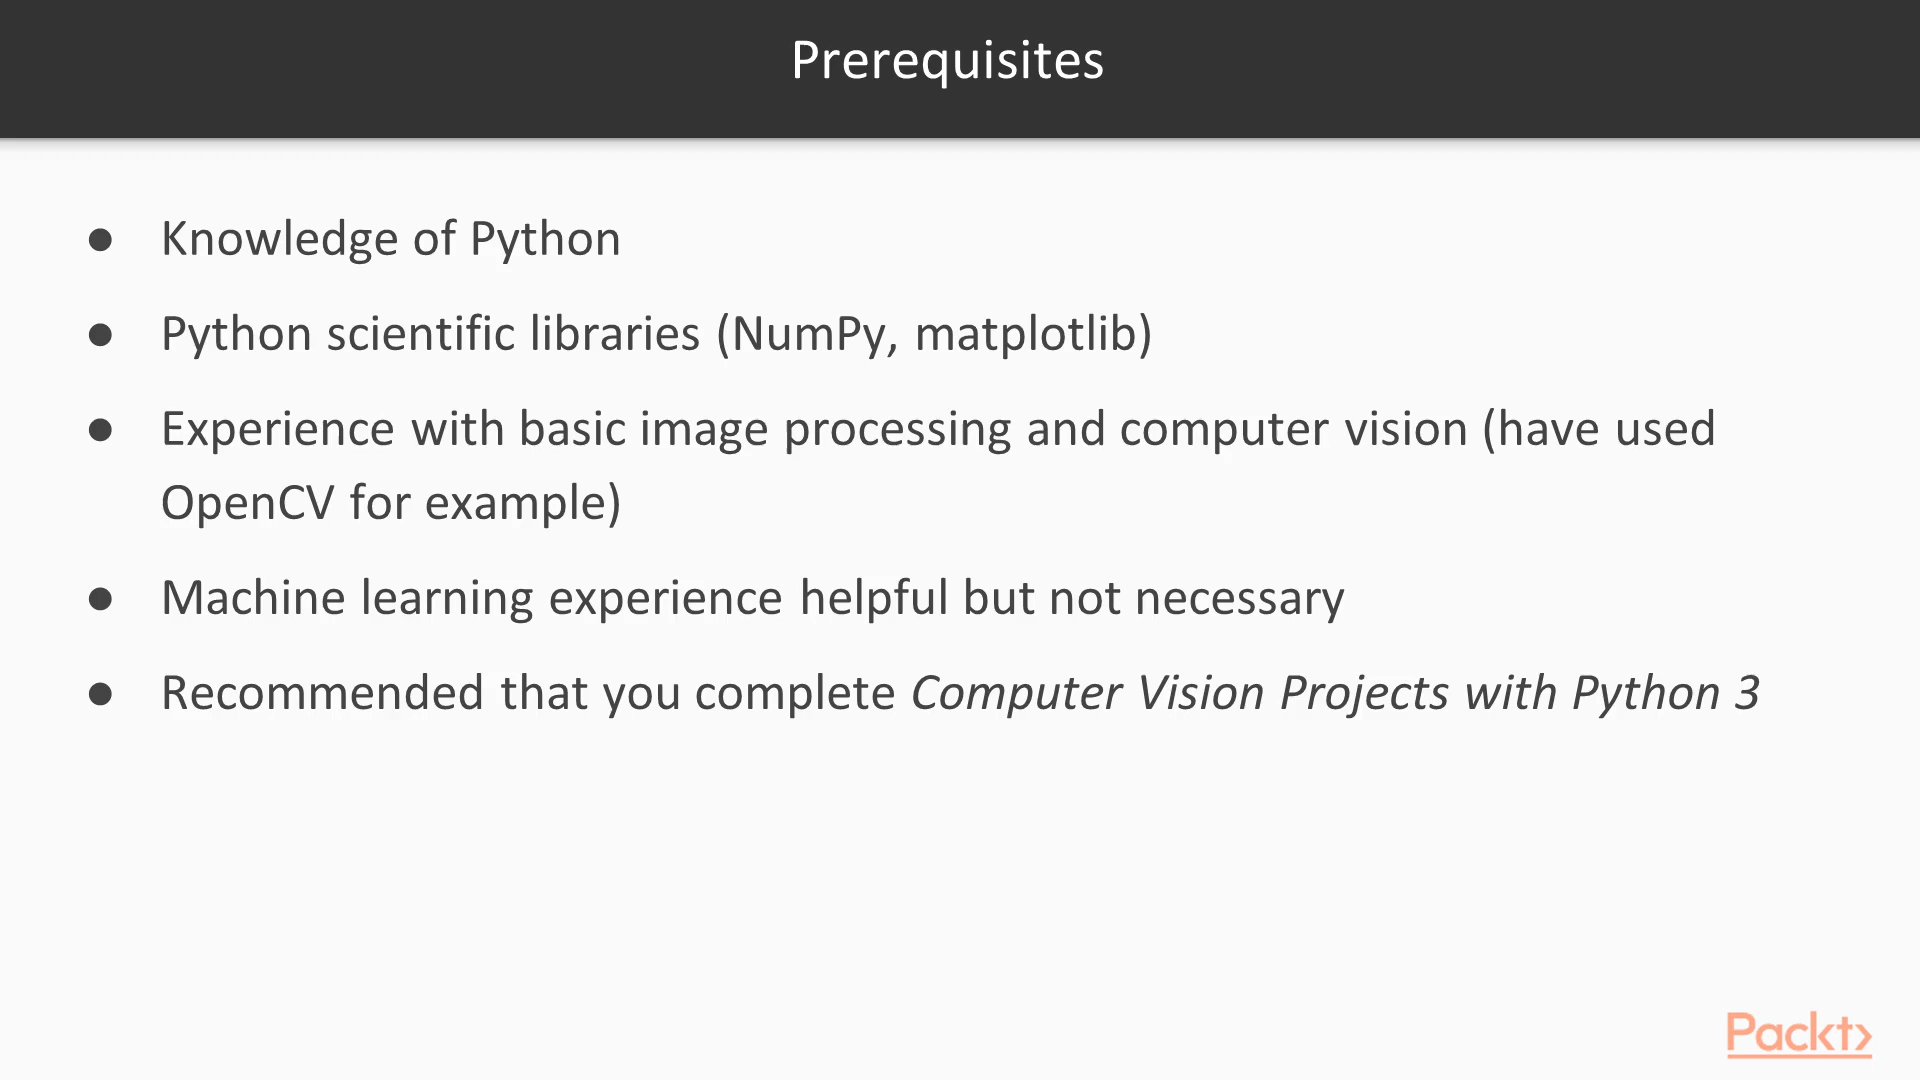 Prerequisites
● Knowledge of Python
● Python scientific libraries (NumPy, matplotlib)
● Experience with basic image processing and computer vision (have used
OpenCV for example)
● Machine learning experience helpful but not necessary
● Recommended that you complete Computer Vision Projects with Python 3
Packt>